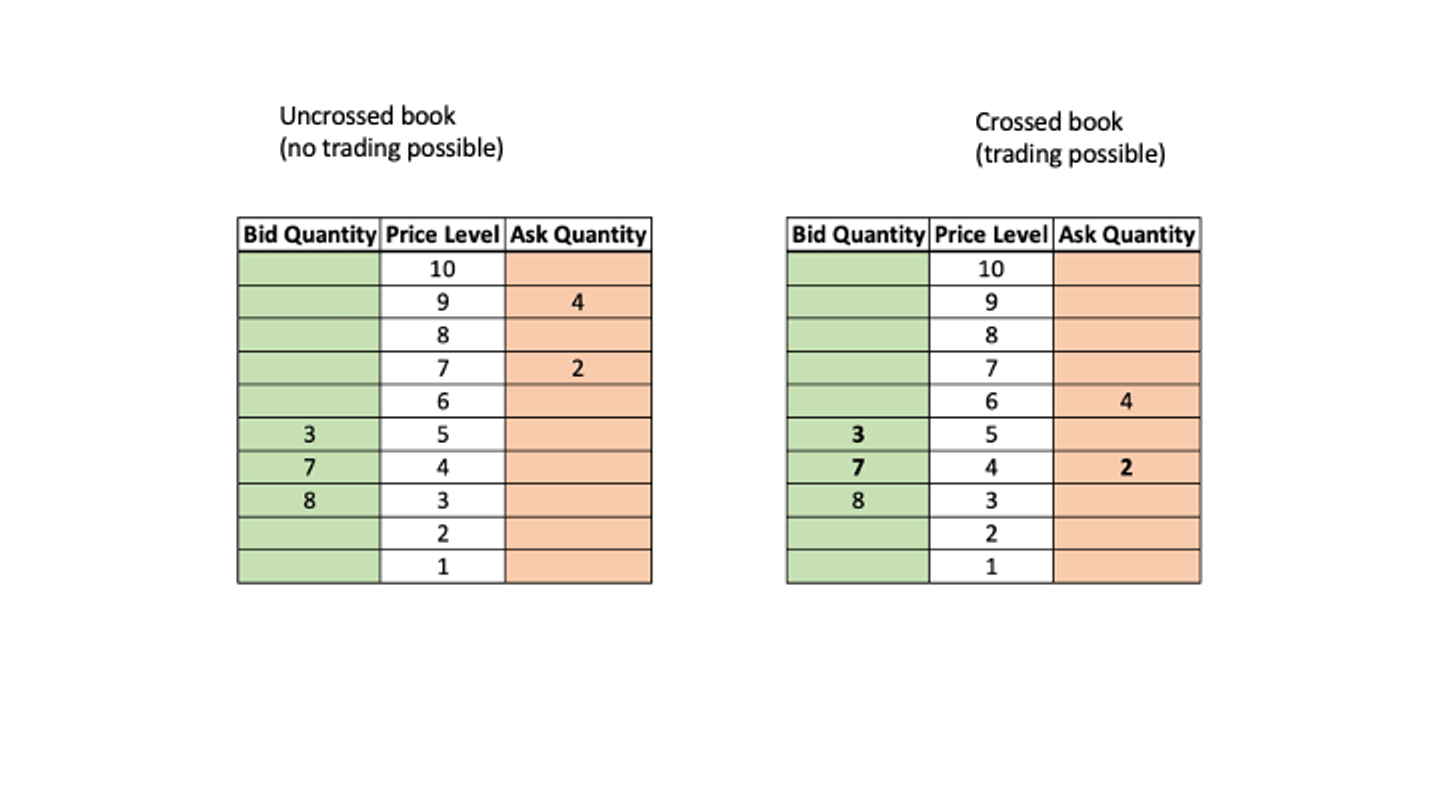 Uncrossed book
(no trading possible)
Bid Quantity Price Level Ask Quantity
10
9 4
8
7 2
6
3 5
7 4
8 3
2
1
Crossed book
(trading possible)
Bid Quantity Price Level Ask Quantity
10
9
8
7
6 4
3 5
7 4 2
8 3
2
1